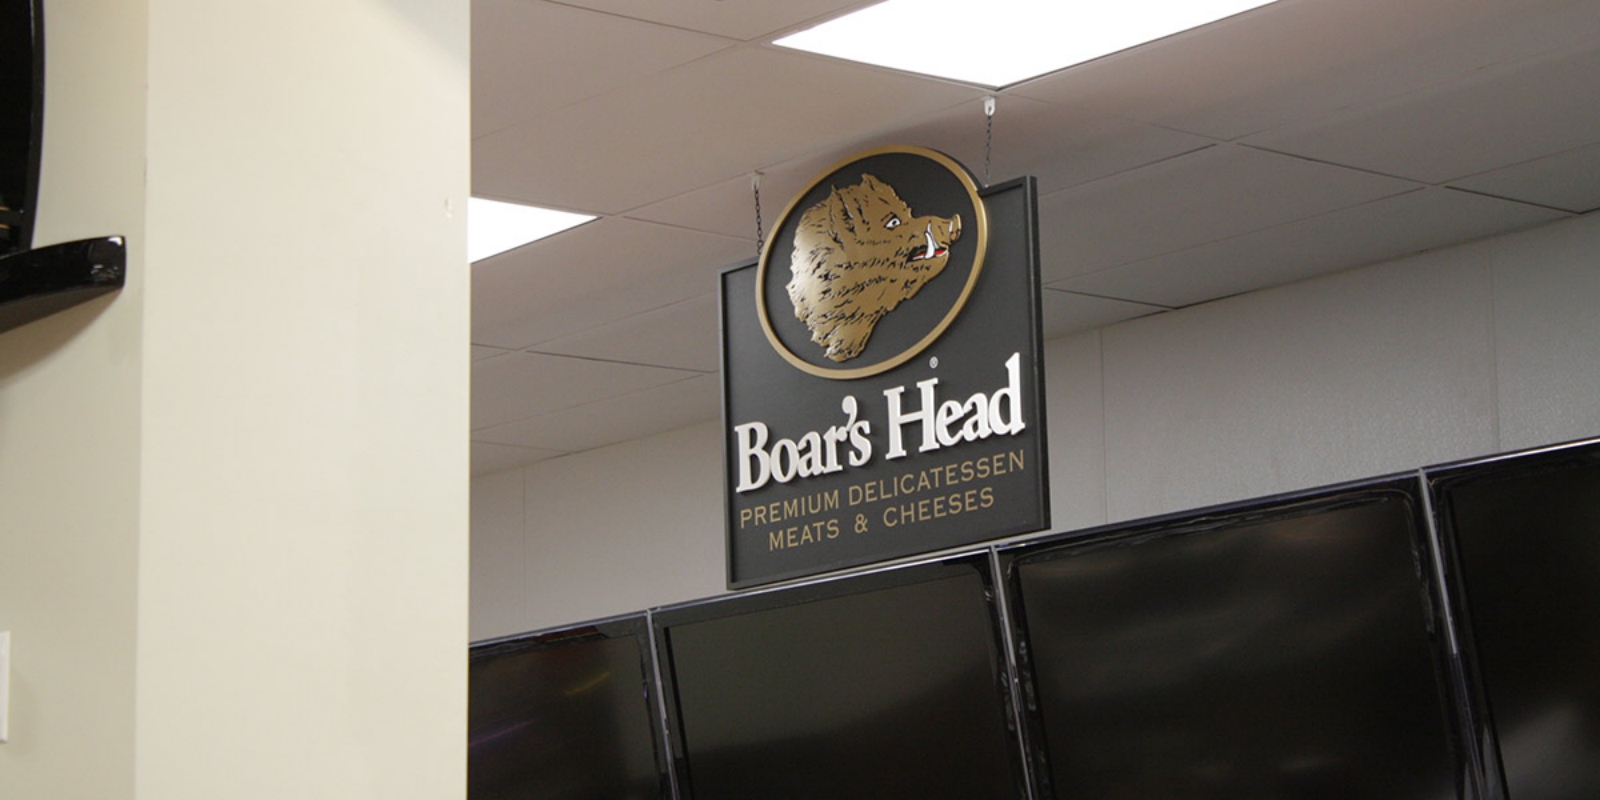 Boar's Head®
PREMIUM DELICATESSEN
MEATS & CHEESES